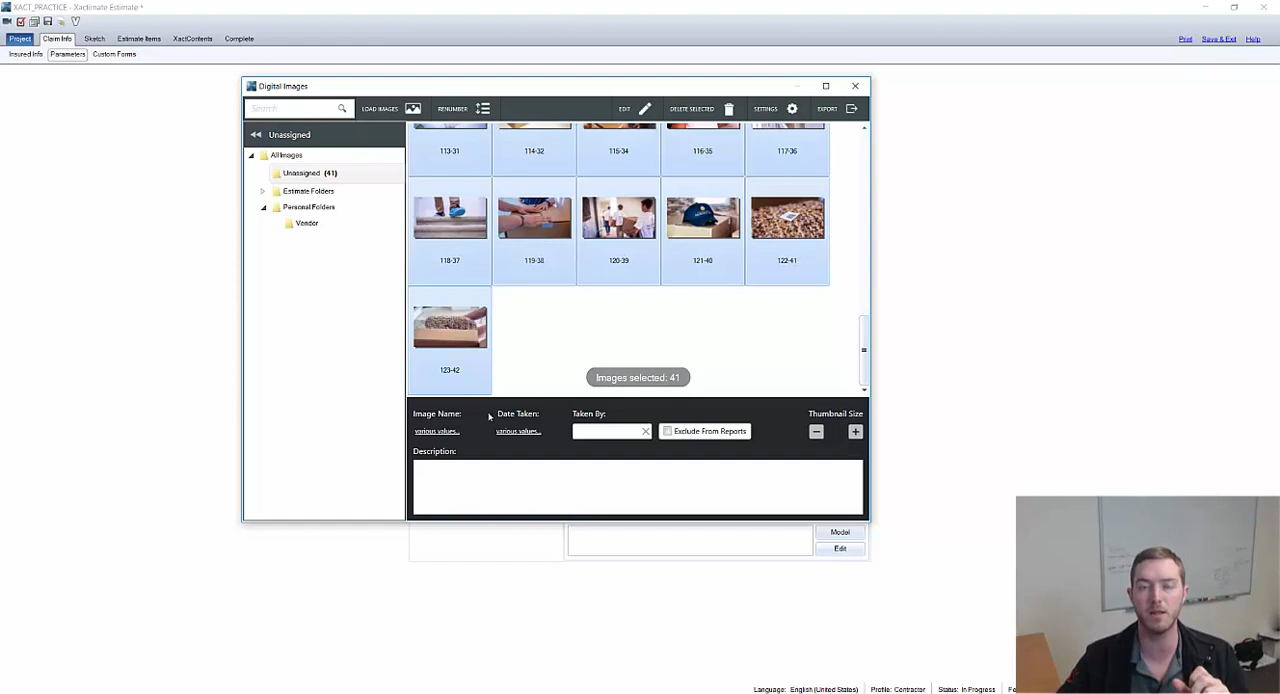 XACT_PRACTICE - Xactimate Estimate *
Project Claim Info Sketch Estimate Items XactContents Complete
Print Save & Exit Help
Insured Info Parameters Custom Forms
Digital Images
Search LOAD IMAGES RENUMBER EDIT DELETE SELECTED SETTINGS EXPORT
Unassigned
All Images
Unassigned (41)
Estimate Folders
Personal Folders
Vendor
113-31 114-32 115-34 116-35 117-36
118-37 119-38 120-39 121-40 122-41
123-42
Images selected: 41
Image Name: Date Taken: Taken By: Thumbnail Size
various values... various values... Exclude From Reports
Description:
Model
Edit
Language: English (United States) Profile: Contractor Status: In Progress